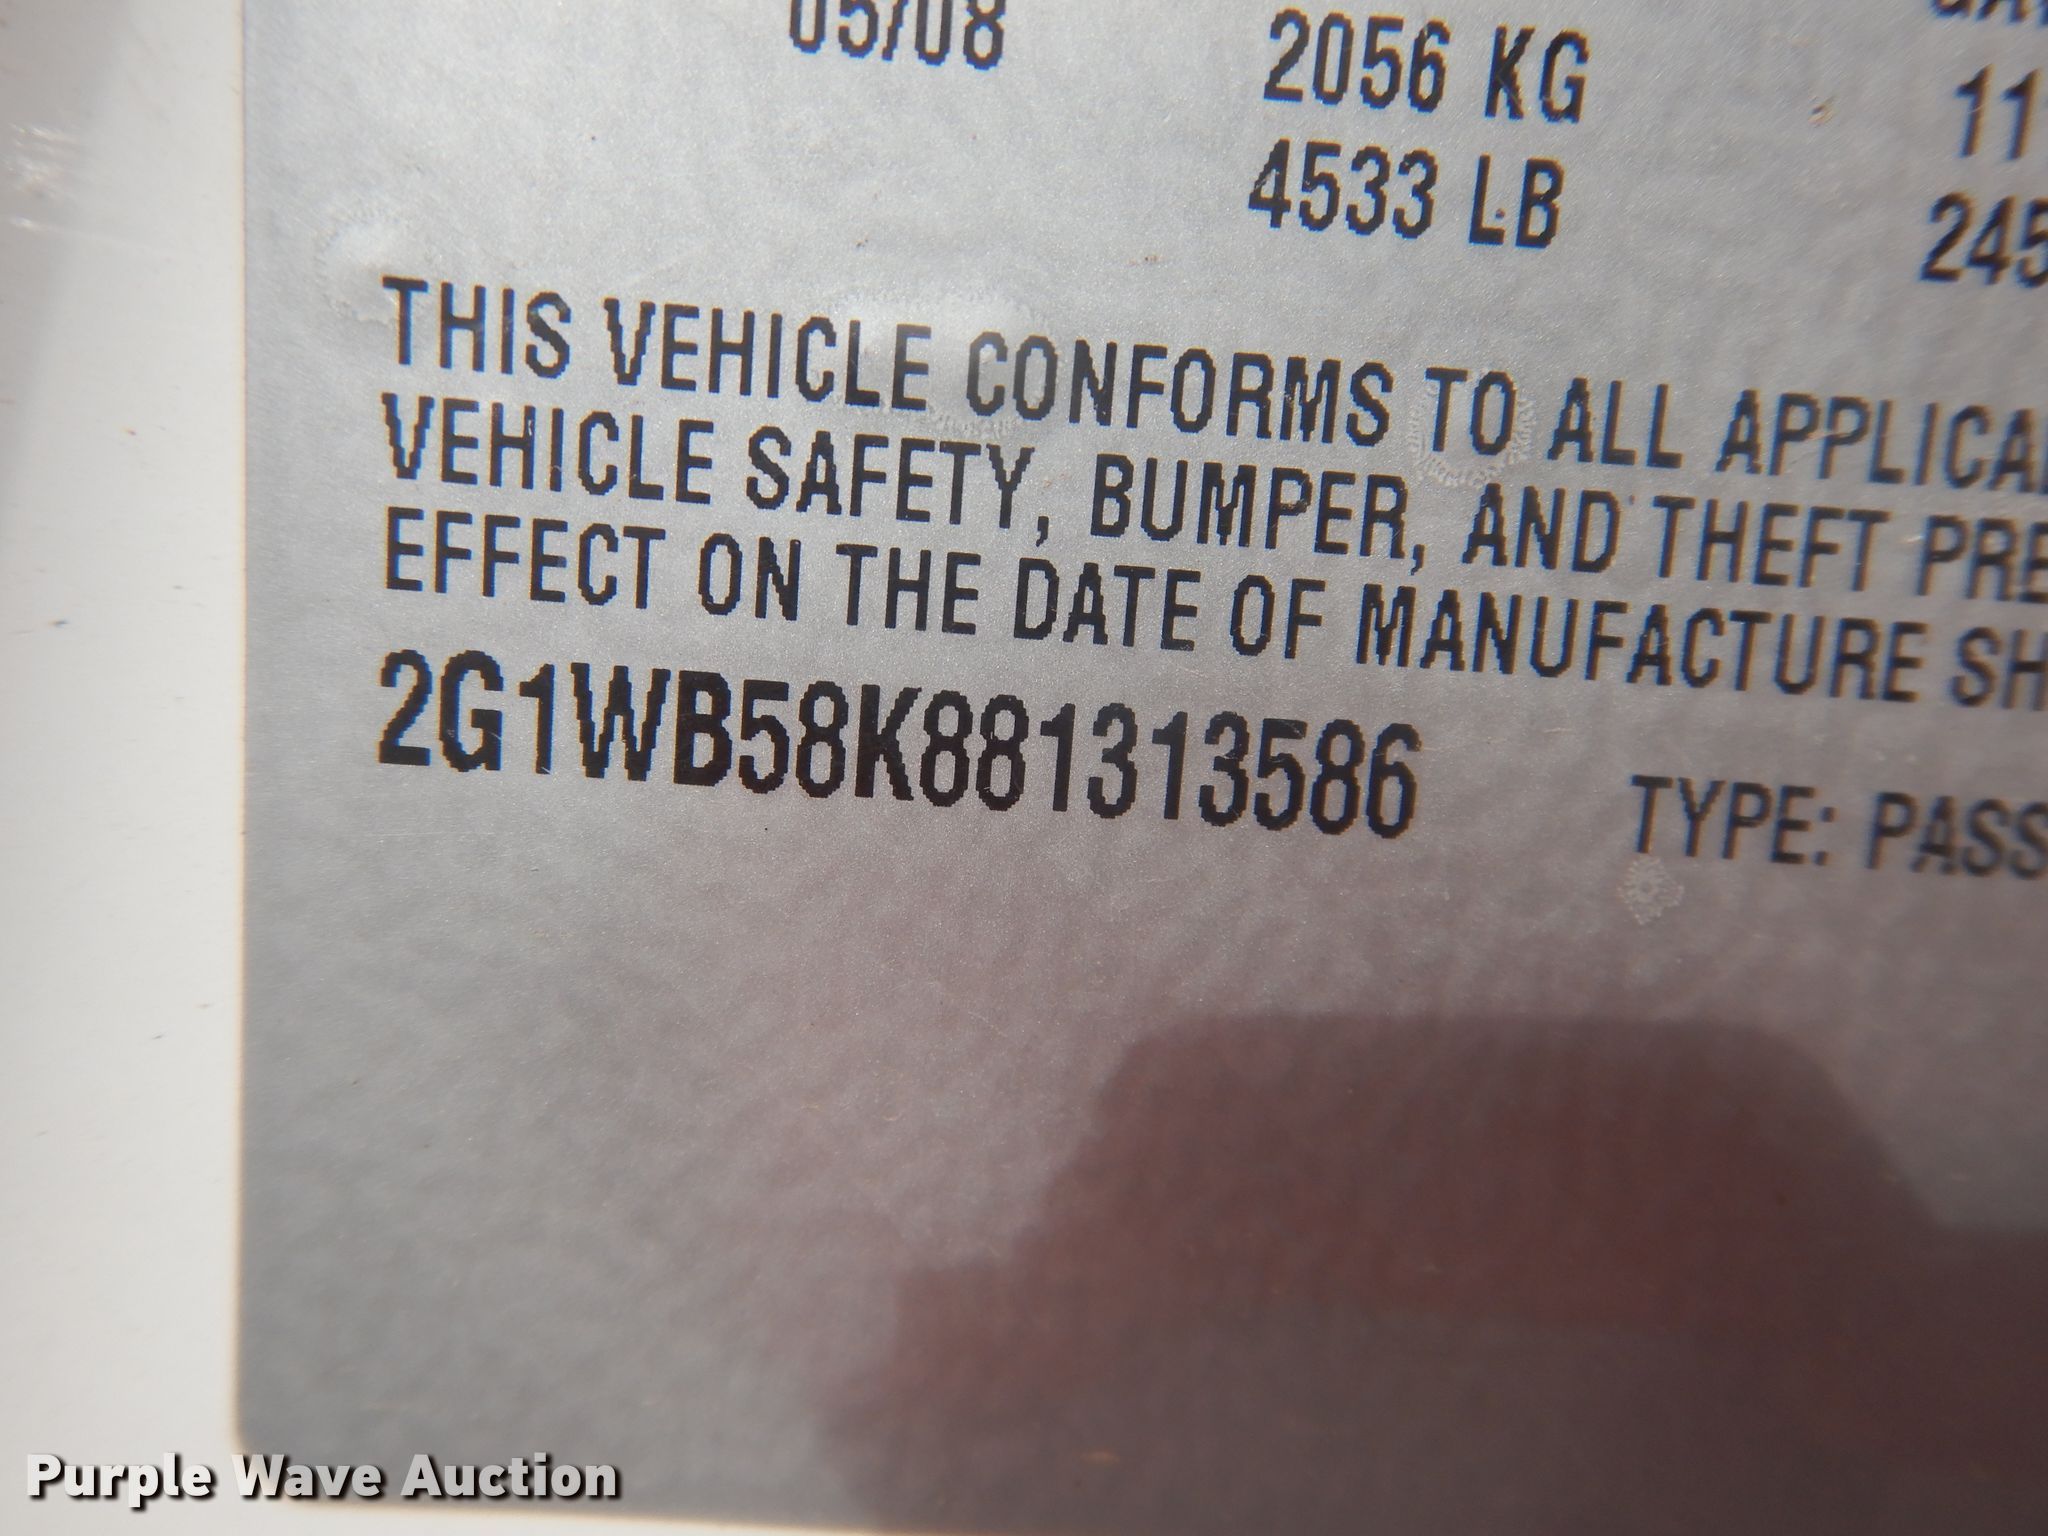 05/08
2056 KG
11
4533 LB
245
THIS VEHICLE CONFORMS TO ALL APPLICA
VEHICLE SAFETY, BUMPER, AND THEFT PRE
EFFECT ON THE DATE OF MANUFACTURE SH
2G1WB58K881313586
TYPE: PASS
Purple Wave Auction